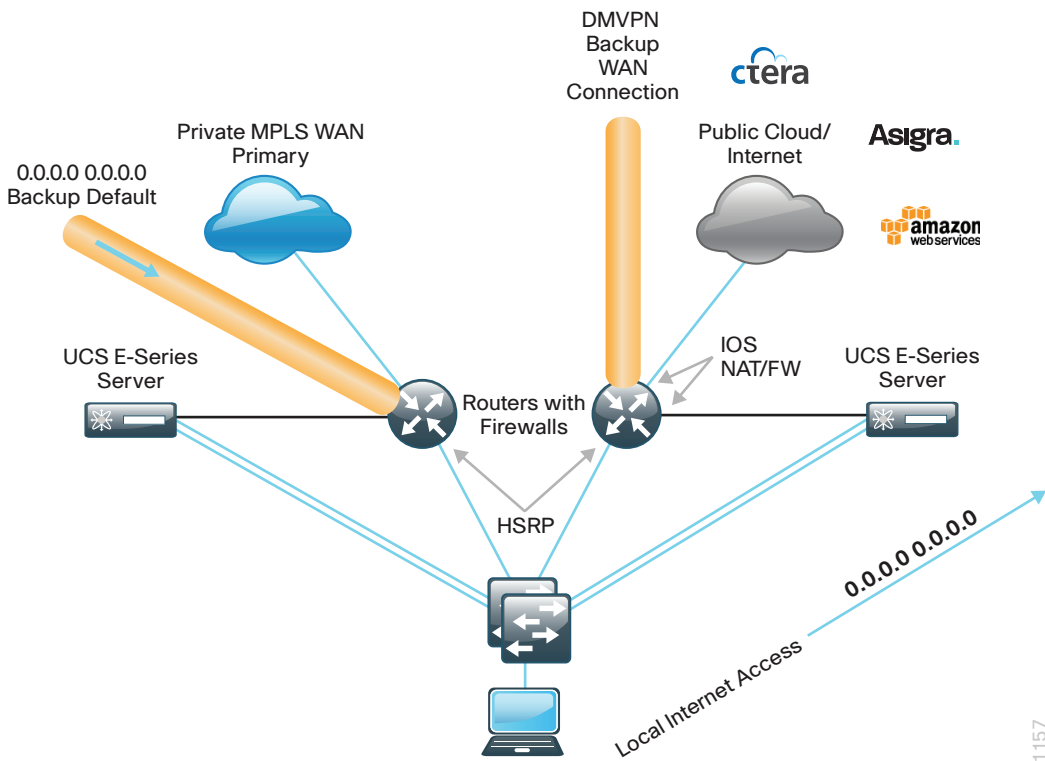 DMVPN
Backup
WAN
Connection
ctera
Private MPLS WAN
Primary
Public Cloud/
Internet
Asigra.
0.0.0.0 0.0.0.0
Backup Default
amazon
webservices
UCS E-Series
Server
IOS
NAT/FW
UCS E-Series
Server
Routers with
Firewalls
HSRP
0.0.0.0 0.0.0.0
Local Internet Access
1157